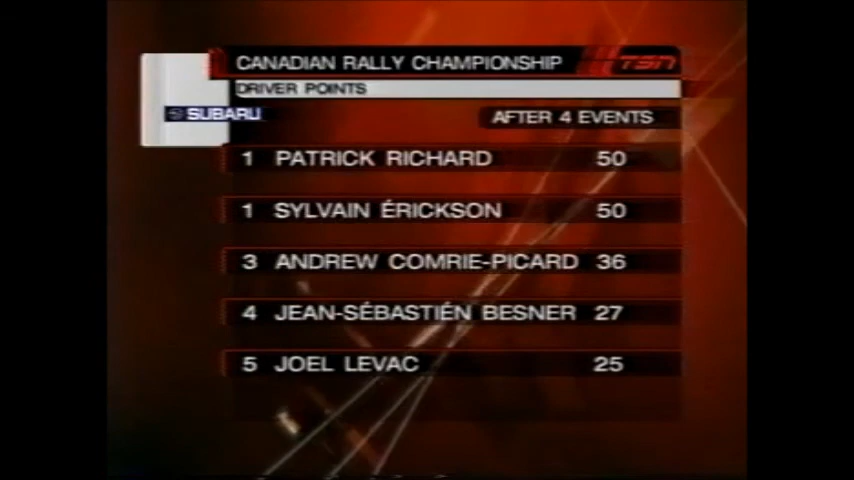 CANADIAN RALLY CHAMPIONSHIP TSN
DRIVER POINTS
SUBARU AFTER 4 EVENTS
1 PATRICK RICHARD 50
1 SYLVAIN ÉRICKSON 50
3 ANDREW COMRIE-PICARD 36
4 JEAN-SÉBASTIÉN BESNER 27
5 JOEL LEVAC 25